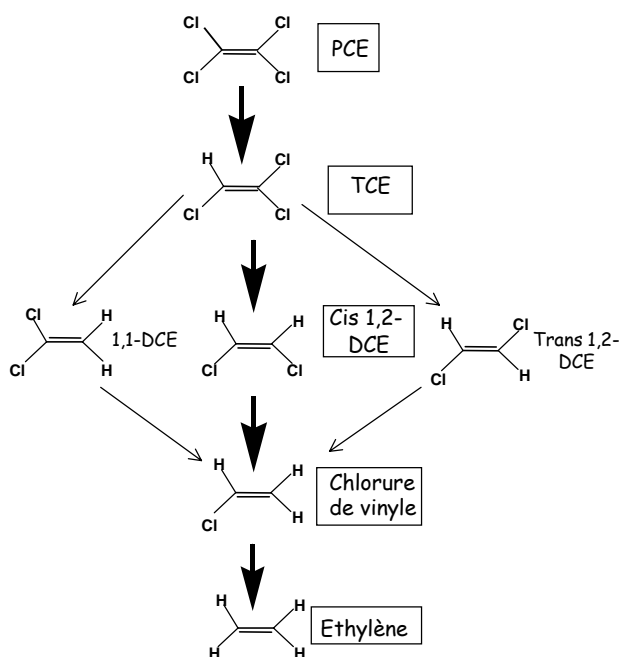 Cl Cl
PCE
Cl Cl
H Cl
TCE
Cl Cl
Cl H
1,1-DCE
Cl H
H H
Cis 1,2-
DCE
Cl Cl
H Cl
Trans 1,2-
DCE
Cl H
H H
Chlorure
de vinyle
Cl H
H H
Ethylène
H H